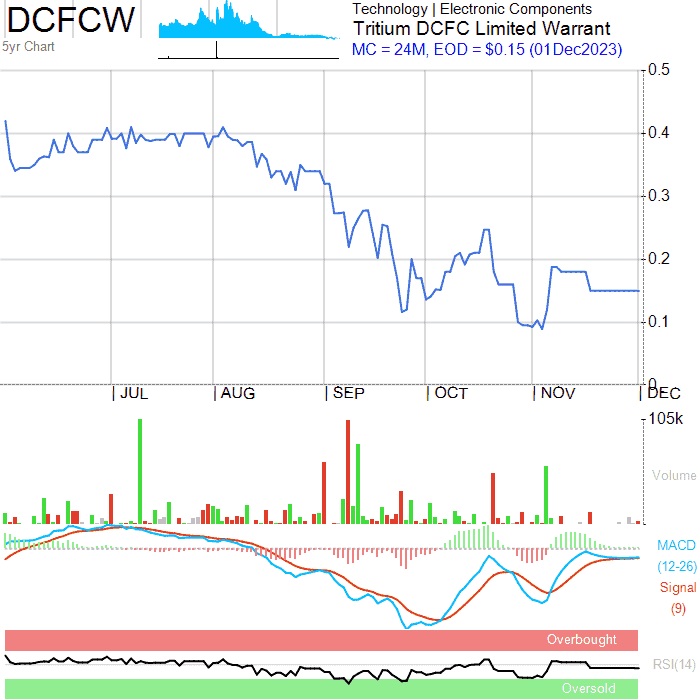 DCFCW
5yr Chart
Technology | Electronic Components
Tritium DCFC Limited Warrant
MC = 24M, EOD = $0.15 (01Dec2023)
0.5
0.4
0.3
0.2
0.1
0
JUL AUG SEP OCT NOV DEC
105k
Volume
MACD
(12-26)
Signal
(9)
Overbought
RSI(14)
Oversold